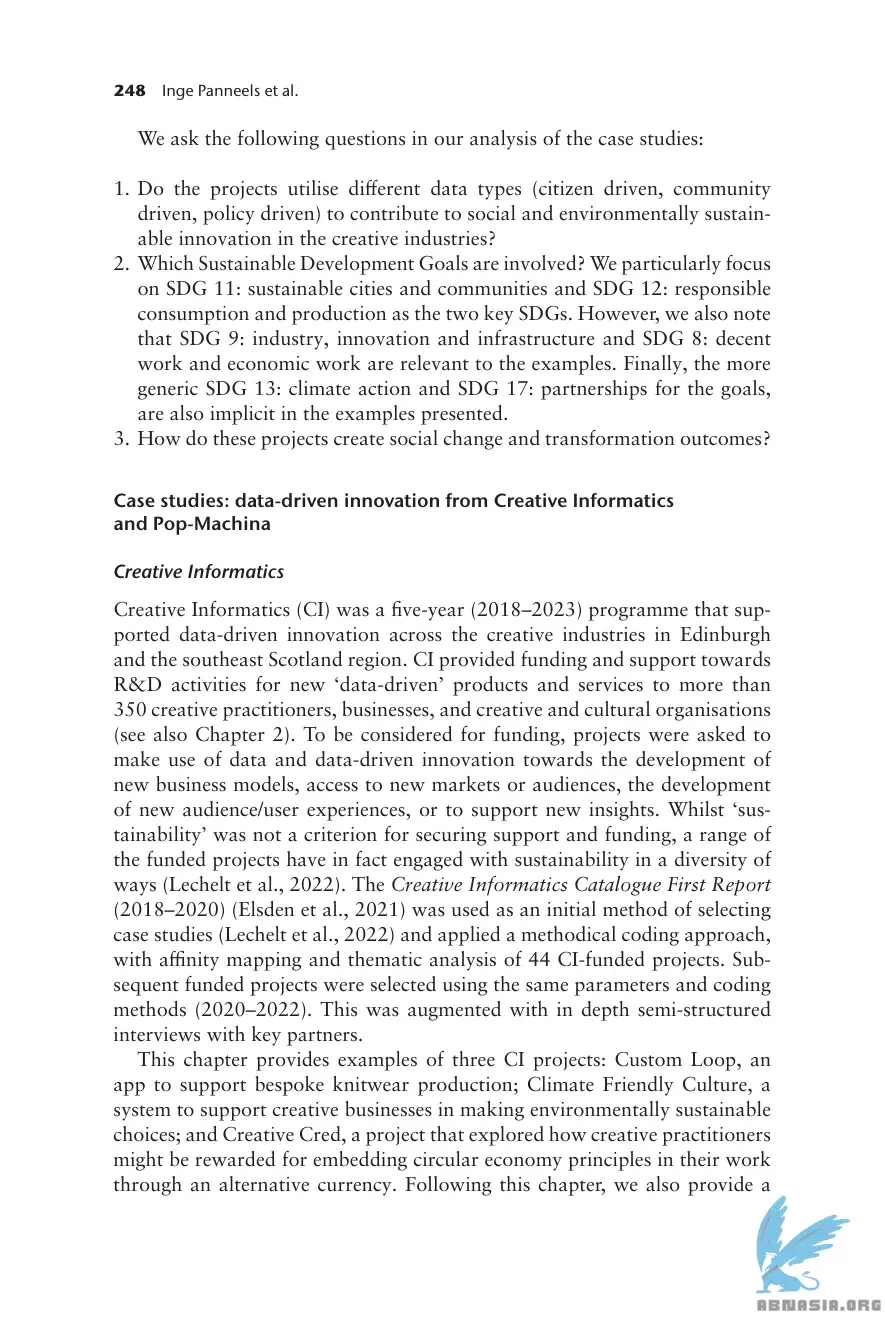 248 Inge Panneels et al.
We ask the following questions in our analysis of the case studies:
1. Do the projects utilise different data types (citizen driven, community
driven, policy driven) to contribute to social and environmentally sustain-
able innovation in the creative industries?
2. Which Sustainable Development Goals are involved? We particularly focus
on SDG 11: sustainable cities and communities and SDG 12: responsible
consumption and production as the two key SDGs. However, we also note
that SDG 9: industry, innovation and infrastructure and SDG 8: decent
work and economic work are relevant to the examples. Finally, the more
generic SDG 13: climate action and SDG 17: partnerships for the goals,
are also implicit in the examples presented.
3. How do these projects create social change and transformation outcomes?
Case studies: data-driven innovation from Creative Informatics
and Pop-Machina
Creative Informatics
Creative Informatics (CI) was a five-year (2018–2023) programme that sup-
ported data-driven innovation across the creative industries in Edinburgh
and the southeast Scotland region. CI provided funding and support towards
R&D activities for new ‘data-driven’ products and services to more than
350 creative practitioners, businesses, and creative and cultural organisations
(see also Chapter 2). To be considered for funding, projects were asked to
make use of data and data-driven innovation towards the development of
new business models, access to new markets or audiences, the development
of new audience/user experiences, or to support new insights. Whilst ‘sus-
tainability’ was not a criterion for securing support and funding, a range of
the funded projects have in fact engaged with sustainability in a diversity of
ways (Lechelt et al., 2022). The Creative Informatics Catalogue First Report
(2018–2020) (Elsden et al., 2021) was used as an initial method of selecting
case studies (Lechelt et al., 2022) and applied a methodical coding approach,
with affinity mapping and thematic analysis of 44 CI-funded projects. Sub-
sequent funded projects were selected using the same parameters and coding
methods (2020–2022). This was augmented with in depth semi-structured
interviews with key partners.
This chapter provides examples of three CI projects: Custom Loop, an
app to support bespoke knitwear production; Climate Friendly Culture, a
system to support creative businesses in making environmentally sustainable
choices; and Creative Cred, a project that explored how creative practitioners
might be rewarded for embedding circular economy principles in their work
through an alternative currency. Following this chapter, we also provide a
ABNASIA.ORG